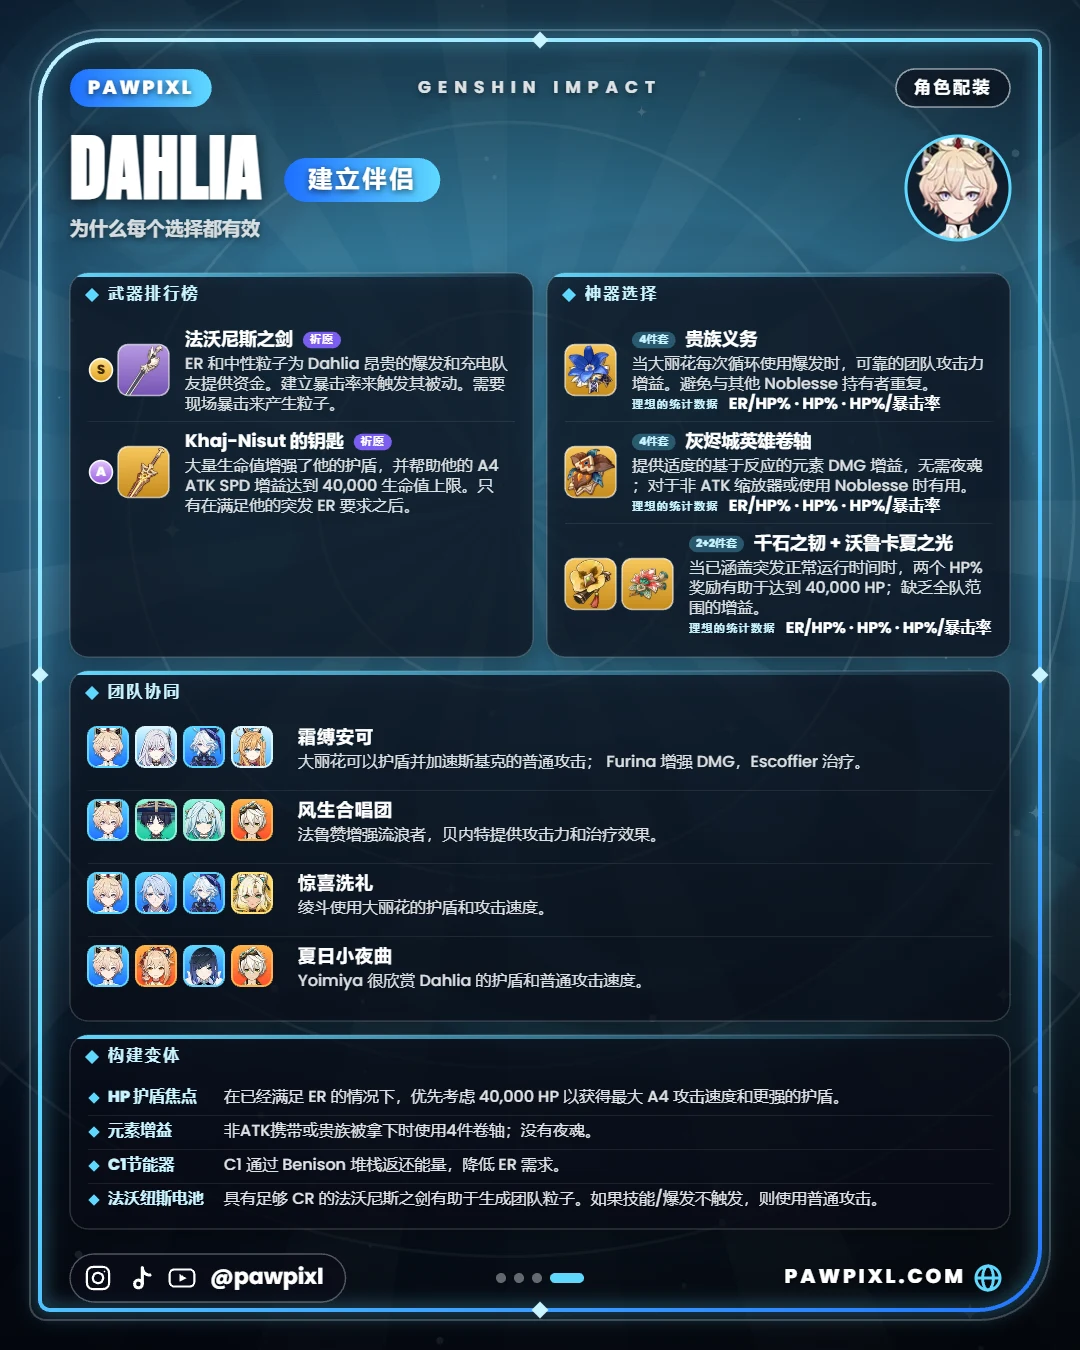 PAWPIXL
GENSHIN IMPACT
角色配装
DAHLIA
建立伴侣
为什么每个选择都有效
武器排行榜
S
法沃尼斯之剑 祈愿
ER 和中性粒子为 Dahlia 昂贵的爆发和充电队
友提供资金。建立暴击率来触发其被动。需要
现场暴击来产生粒子。
A
Khaj-Nisut 的钥匙 祈愿
大量生命值增强了他的护盾，并帮助他的 A4
ATK SPD 增益达到 40,000 生命值上限。只
有在满足他的突发 ER 要求之后。
神器选择
4件套 贵族义务
当大丽花每次循环使用爆发时，可靠的团队攻击力
增益。避免与其他 Noblesse 持有者重复。
理想的统计数据 ER/HP% · HP% · HP%/暴击率
4件套 灰烬城英雄卷轴
提供适度的基于反应的元素 DMG 增益，无需夜魂
；对于非 ATK 缩放器或使用 Noblesse 时有用。
理想的统计数据 ER/HP% · HP% · HP%/暴击率
2+2件套 千石之韧 + 沃鲁卡夏之光
当已涵盖突发正常运行时间时，两个 HP%
奖励有助于达到 40,000 HP；缺乏全队范
围的增益。
理想的统计数据 ER/HP% · HP% · HP%/暴击率
团队协同
霜缚安可
大丽花可以护盾并加速斯基克的普通攻击； Furina 增强 DMG，Escoffier 治疗。
风生合唱团
法鲁赞增强流浪者，贝内特提供攻击力和治疗效果。
惊喜洗礼
绫斗使用大丽花的护盾和攻击速度。
夏日小夜曲
Yoimiya 很欣赏 Dahlia 的护盾和普通攻击速度。
构建变体
HP 护盾焦点 在已经满足 ER 的情况下，优先考虑 40,000 HP 以获得最大 A4 攻击速度和更强的护盾。
元素增益 非ATK携带或贵族被拿下时使用4件卷轴；没有夜魂。
C1节能器 C1 通过 Benison 堆栈返还能量，降低 ER 需求。
法沃纽斯电池 具有足够 CR 的法沃尼斯之剑有助于生成团队粒子。如果技能/爆发不触发，则使用普通攻击。
@pawpixl
PAWPIXL.COM